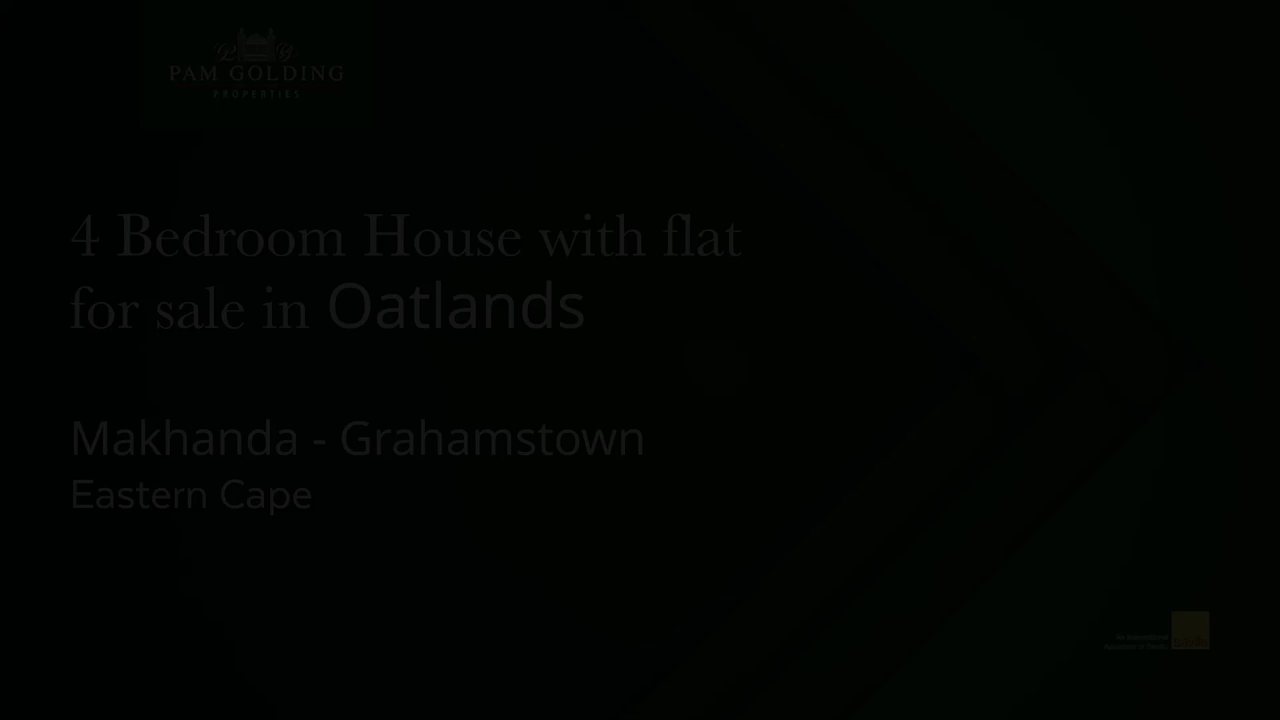 PAM GOLDING
PROPERTIES
4 Bedroom House with flat
for sale in Oatlands
Makhanda - Grahamstown
Eastern Cape